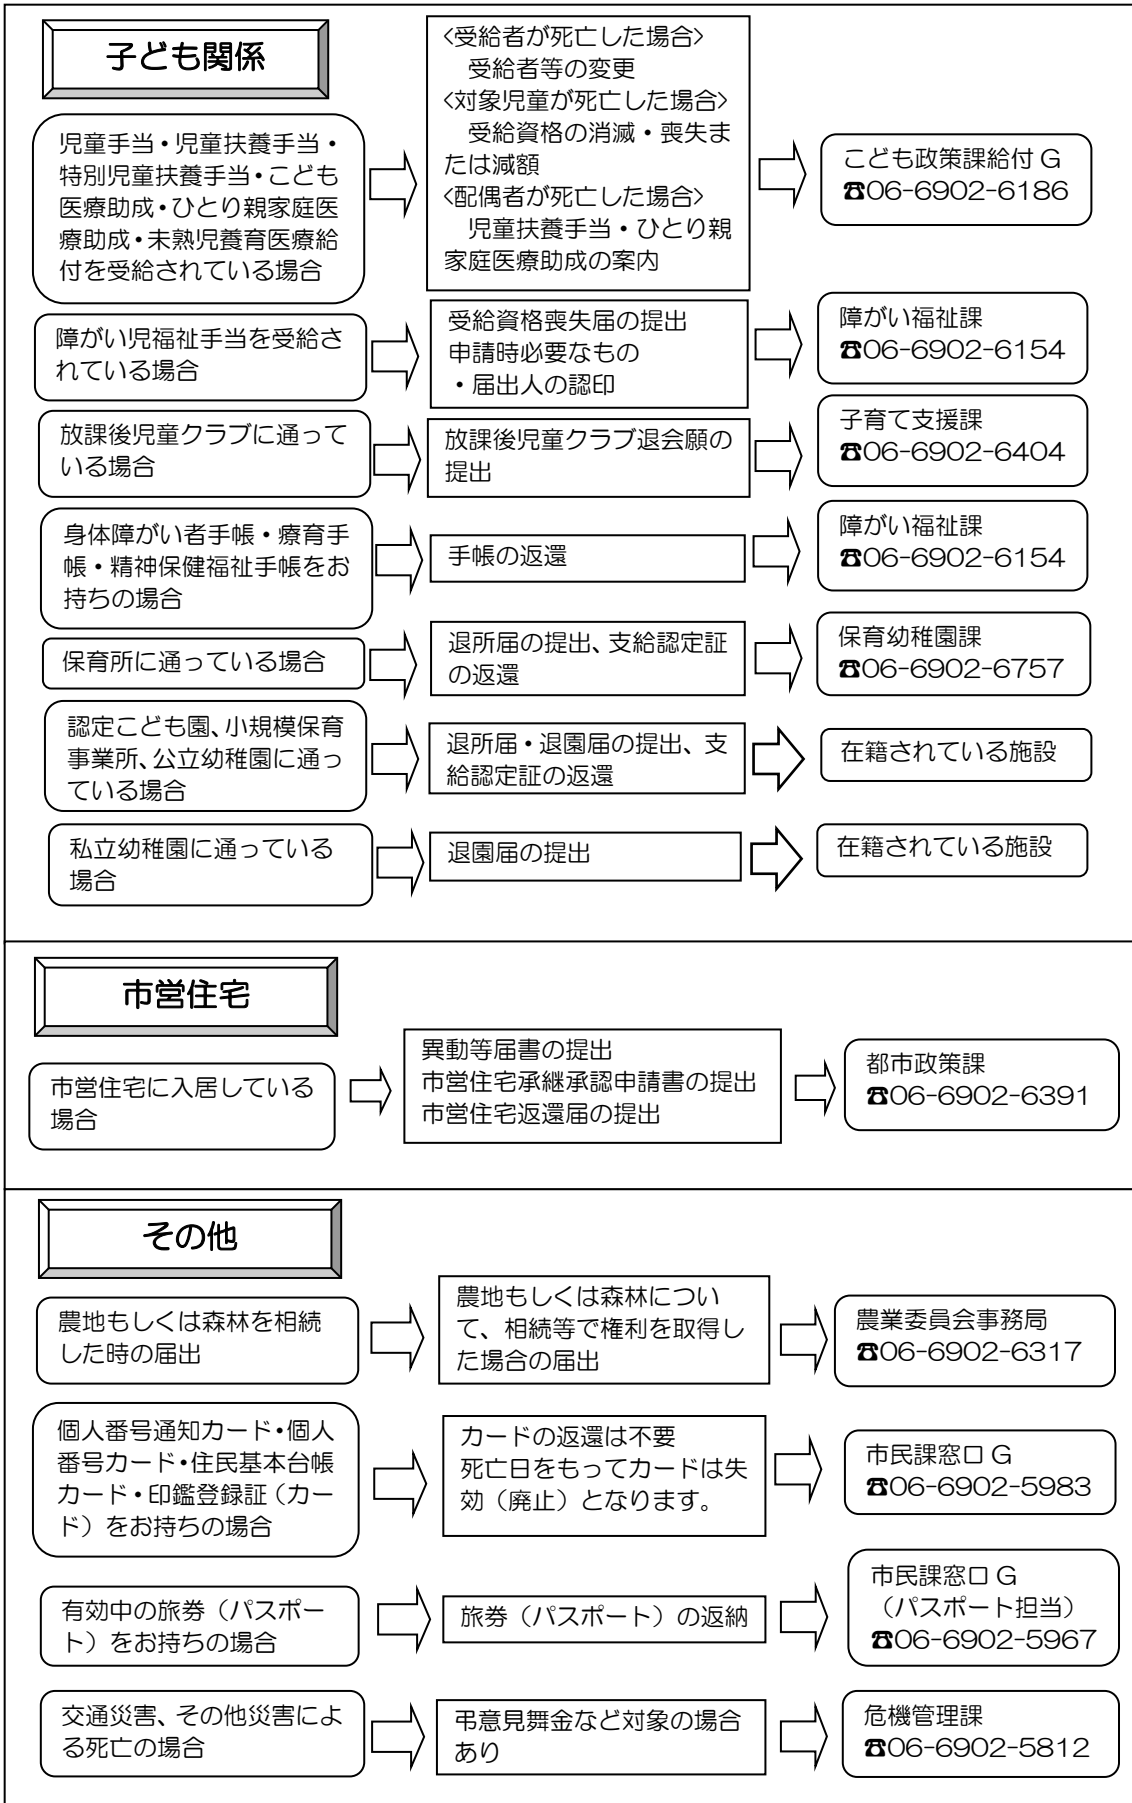 子ども関係
児童手当・児童扶養手当・
特別児童扶養手当・こども
医療助成・ひとり親家庭医
療助成・未熟児養育医療給
付を受給されている場合
<受給者が死亡した場合>
受給者等の変更
<対象児童が死亡した場合>
受給資格の消滅・喪失ま
たは減額
<配偶者が死亡した場合>
児童扶養手当・ひとり親
家庭医療助成の案内
こども政策課給付 G
☎06-6902-6186
障がい児福祉手当を受給さ
れている場合
受給資格喪失届の提出
申請時必要なもの
・届出人の認印
障がい福祉課
☎06-6902-6154
放課後児童クラブに通って
いる場合
放課後児童クラブ退会願の
提出
子育て支援課
☎06-6902-6404
身体障がい者手帳・療育手
帳・精神保健福祉手帳をお
持ちの場合
手帳の返還
障がい福祉課
☎06-6902-6154
保育所に通っている場合
退所届の提出、支給認定証
の返還
保育幼稚園課
☎06-6902-6757
認定こども園、小規模保育
事業所、公立幼稚園に通っ
ている場合
退所届・退園届の提出、支
給認定証の返還
在籍されている施設
私立幼稚園に通っている
場合
退園届の提出
在籍されている施設
市営住宅
市営住宅に入居している
場合
異動等届書の提出
市営住宅承継承認申請書の提出
市営住宅返還届の提出
都市政策課
☎06-6902-6391
その他
農地もしくは森林を相続
した時の届出
農地もしくは森林につい
て、相続等で権利を取得し
た場合の届出
農業委員会事務局
☎06-6902-6317
個人番号通知カード・個人
番号カード・住民基本台帳
カード・印鑑登録証（カー
ド）をお持ちの場合
カードの返還は不要
死亡日をもってカードは失
効（廃止）となります。
市民課窓口 G
☎06-6902-5983
有効中の旅券（パスポー
ト）をお持ちの場合
旅券（パスポート）の返納
市民課窓口 G
（パスポート担当）
☎06-6902-5967
交通災害、その他災害によ
る死亡の場合
弔意見舞金など対象の場合
あり
危機管理課
☎06-6902-5812